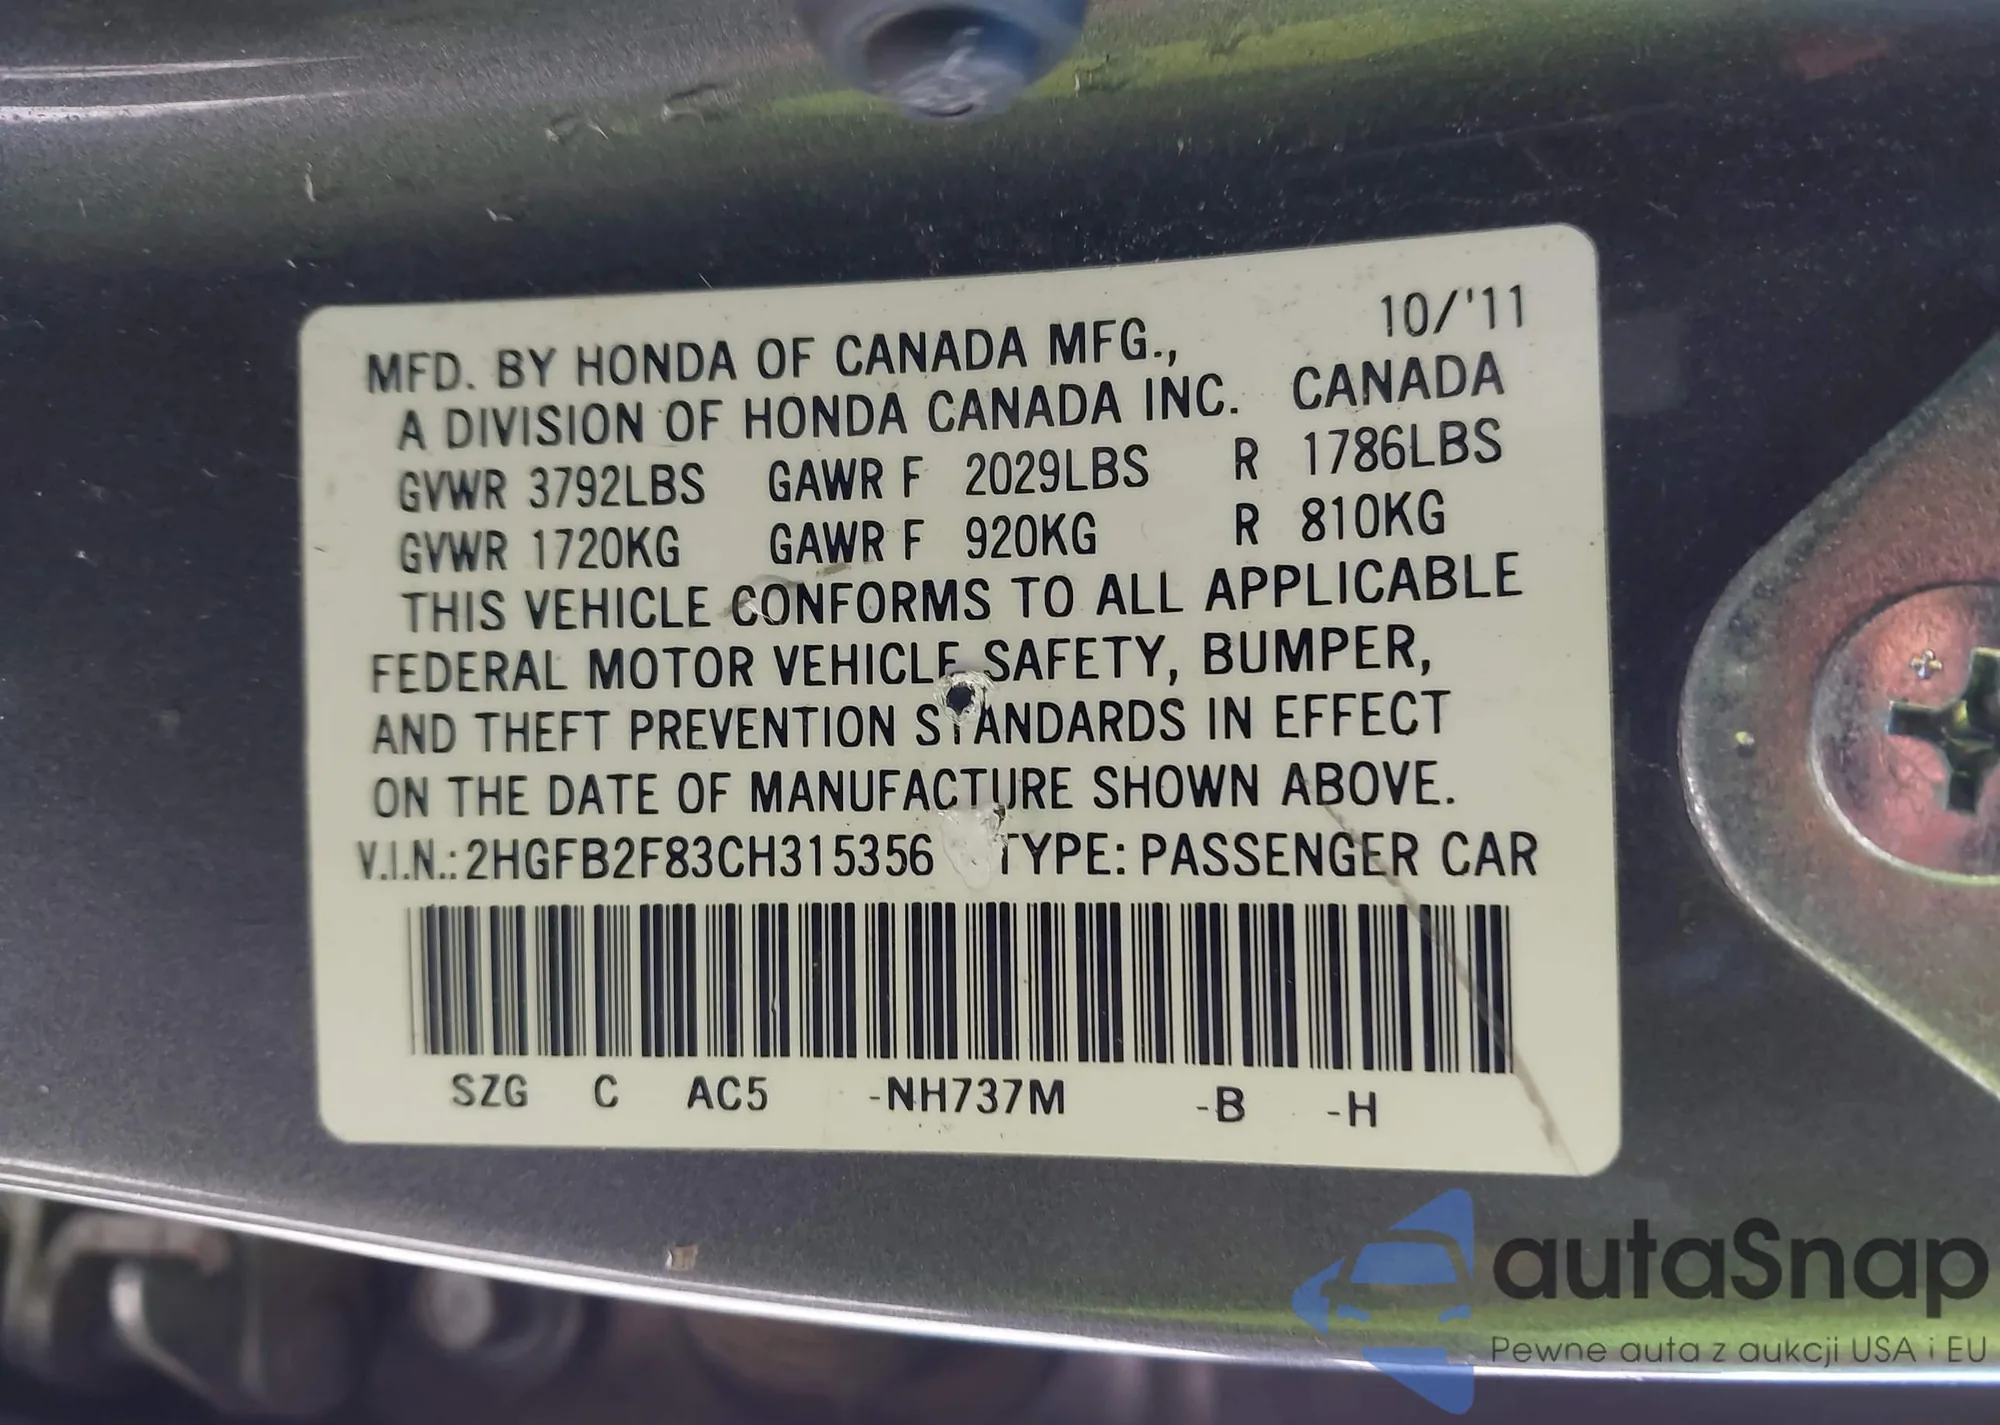 10/'11
MFD. BY HONDA OF CANADA MFG.,
A DIVISION OF HONDA CANADA INC. CANADA
GVWR 3792LBS GAWR F 2029LBS R 1786LBS
GVWR 1720KG GAWR F 920KG R 810KG
THIS VEHICLE CONFORMS TO ALL APPLICABLE
FEDERAL MOTOR VEHICLE SAFETY, BUMPER,
AND THEFT PREVENTION STANDARDS IN EFFECT
ON THE DATE OF MANUFACTURE SHOWN ABOVE.
V.I.N.: 2HGFB2F83CH315356 TYPE: PASSENGER CAR
SZG C AC5 -NH737M -B -H
autaSnap
Pewne auta z aukcji USA i EU